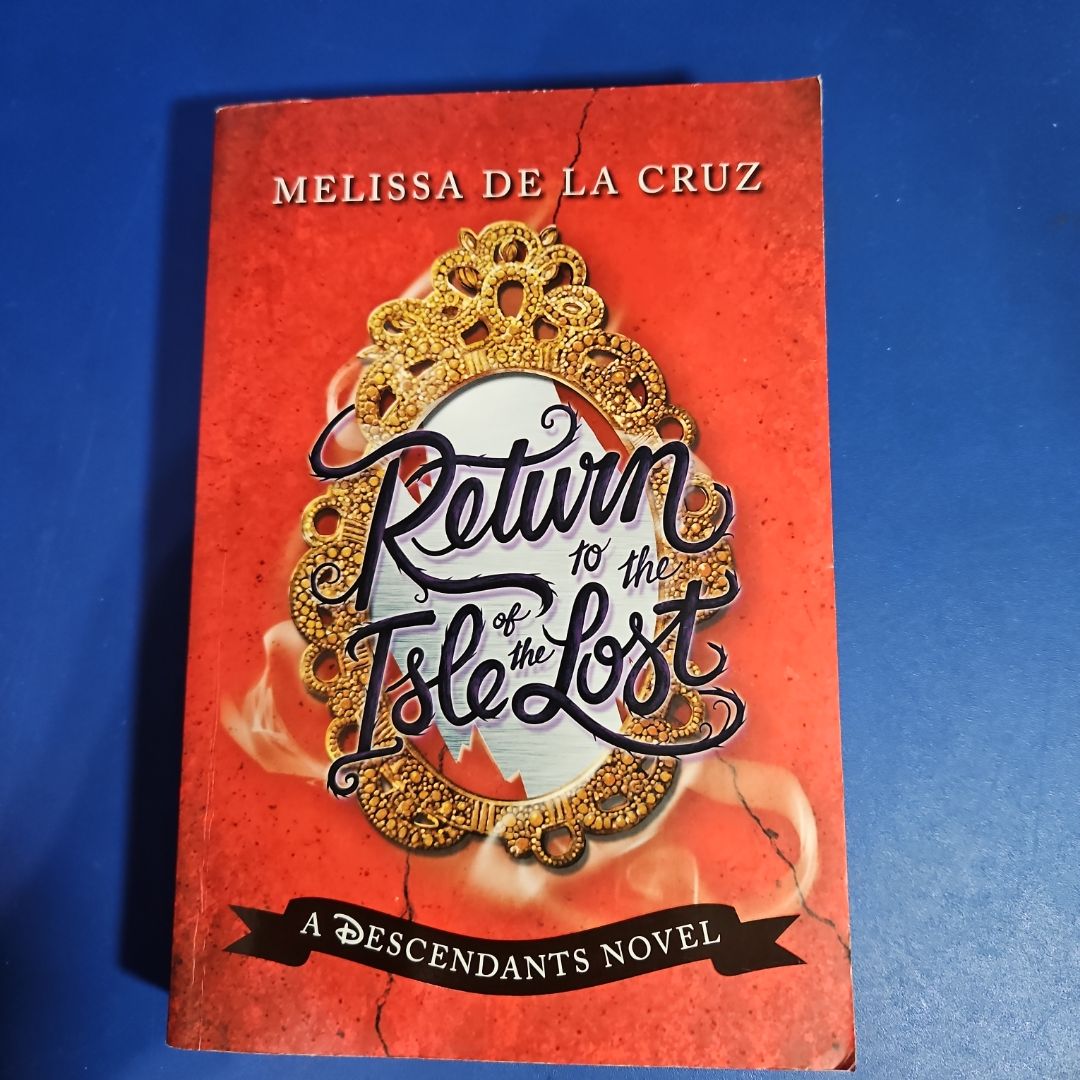 MELISSA DE LA CRUZ
Return
to the
Isle of the Lost
A DESCENDANTS NOVEL